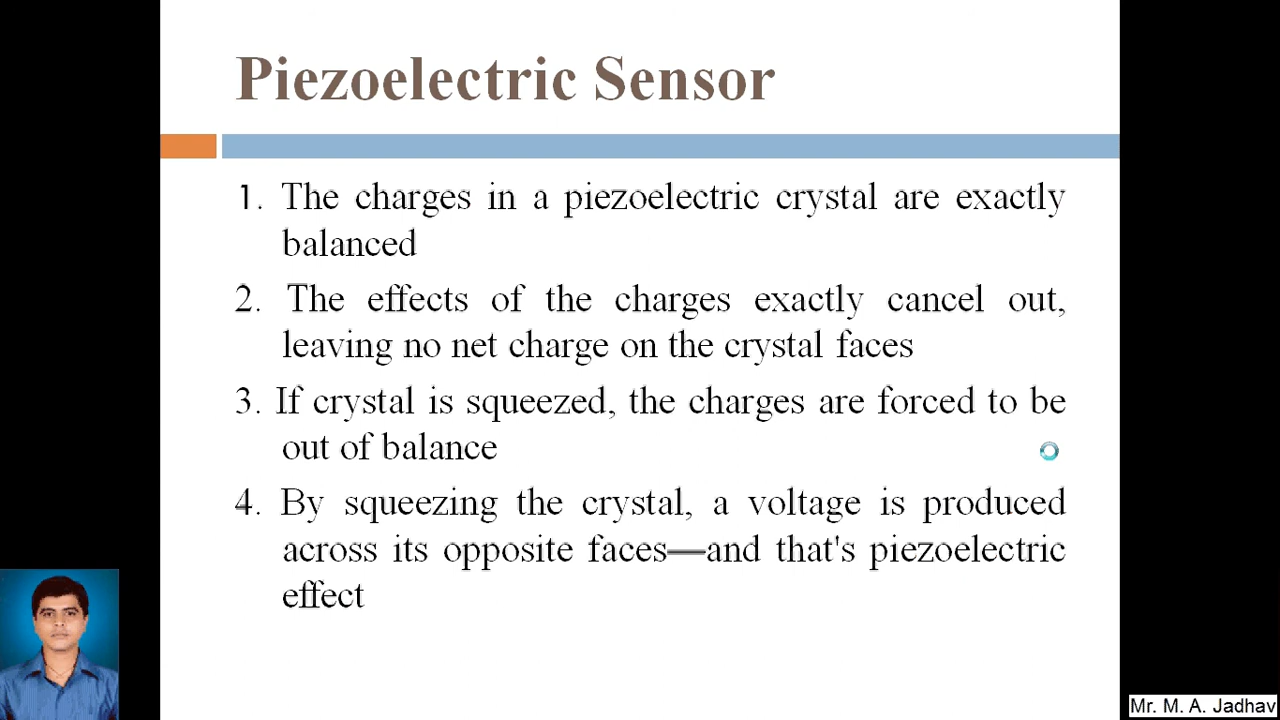 Piezoelectric Sensor
1. The charges in a piezoelectric crystal are exactly
balanced
2. The effects of the charges exactly cancel out,
leaving no net charge on the crystal faces
3. If crystal is squeezed, the charges are forced to be
out of balance
4. By squeezing the crystal, a voltage is produced
across its opposite faces—and that's piezoelectric
effect
Mr. M. A. Jadhav